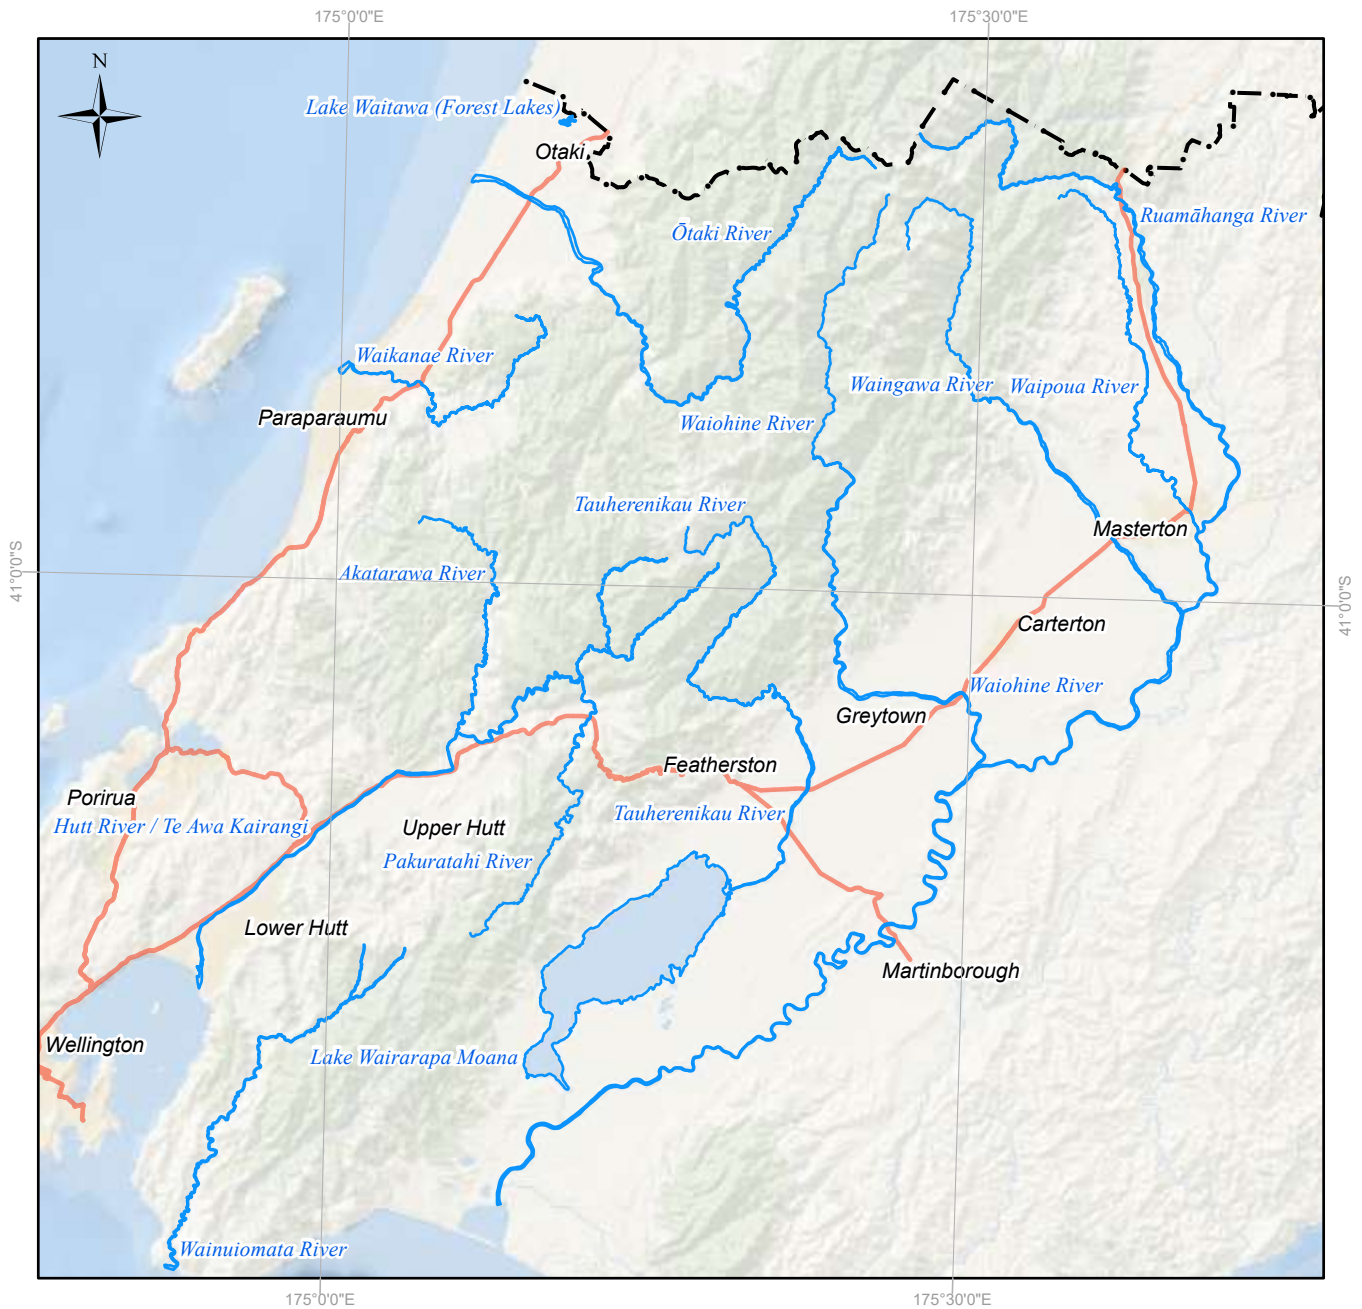 175°0'0"E
175°30'0"E
N
Lake Waitawa (Forest Lakes)
Otaki
Ruamāhanga River
Ōtaki River
Waikanae River
Waingawa River
Waipoua River
Paraparaumu
Waiohine River
Tauherenikau River
Masterton
41°0'0"S
Akatarawa River
41°0'0"S
Carterton
Waiohine River
Greytown
Featherston
Porirua
Tauherenikau River
Hutt River / Te Awa Kairangi
Upper Hutt
Pakuratahi River
Lower Hutt
Martinborough
Wellington
Lake Wairarapa Moana
Wainuiomata River
175°0'0"E
175°30'0"E